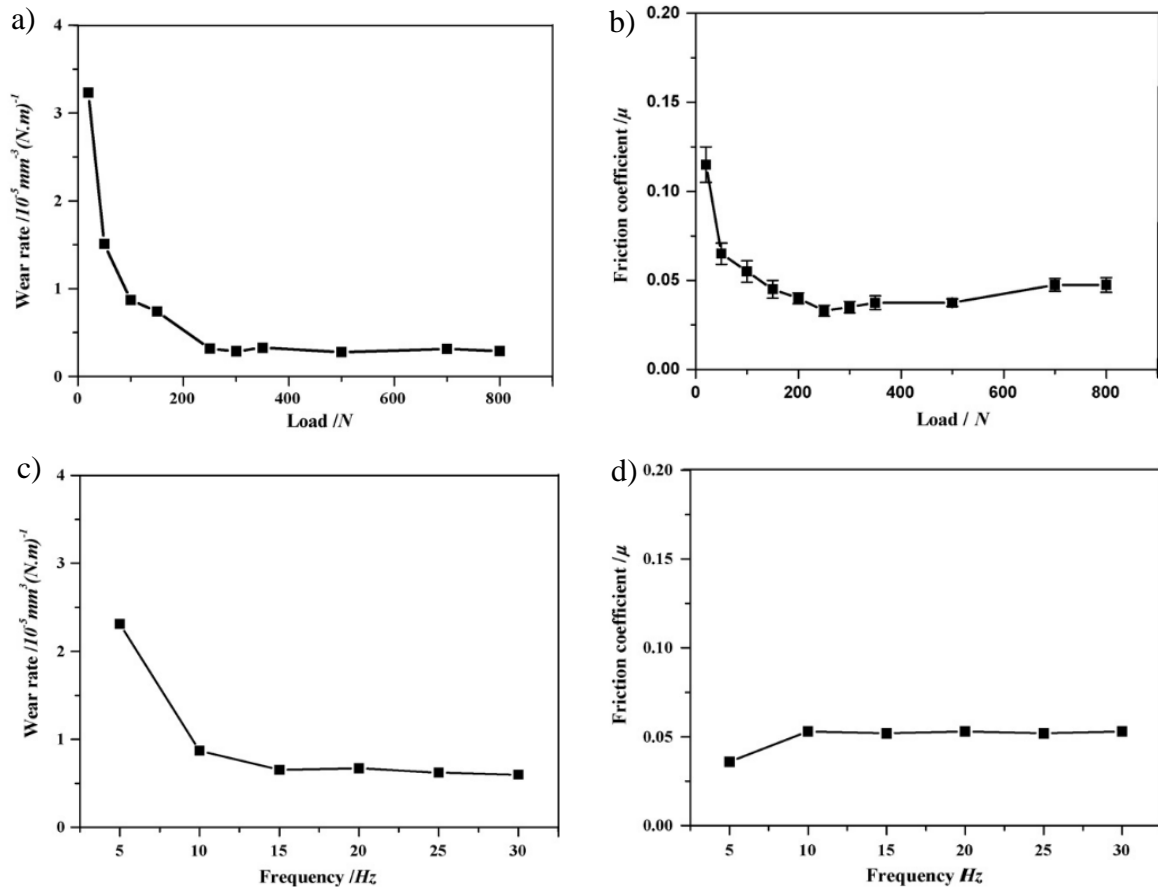 a)
Wear rate /10⁻⁵mm⁻³(N.m)⁻¹
4
3
2
1
0
0 200 400 600 800
Load /N
b)
Friction coefficient /μ
0.20
0.15
0.10
0.05
0.00
0 200 400 600 800
Load / N
c)
Wear rate /10⁻⁵mm³(N.m)⁻¹
4
3
2
1
0
5 10 15 20 25 30
Frequency /Hz
d)
Friction coefficient /μ
0.20
0.15
0.10
0.05
0.00
5 10 15 20 25 30
Frequency /Hz